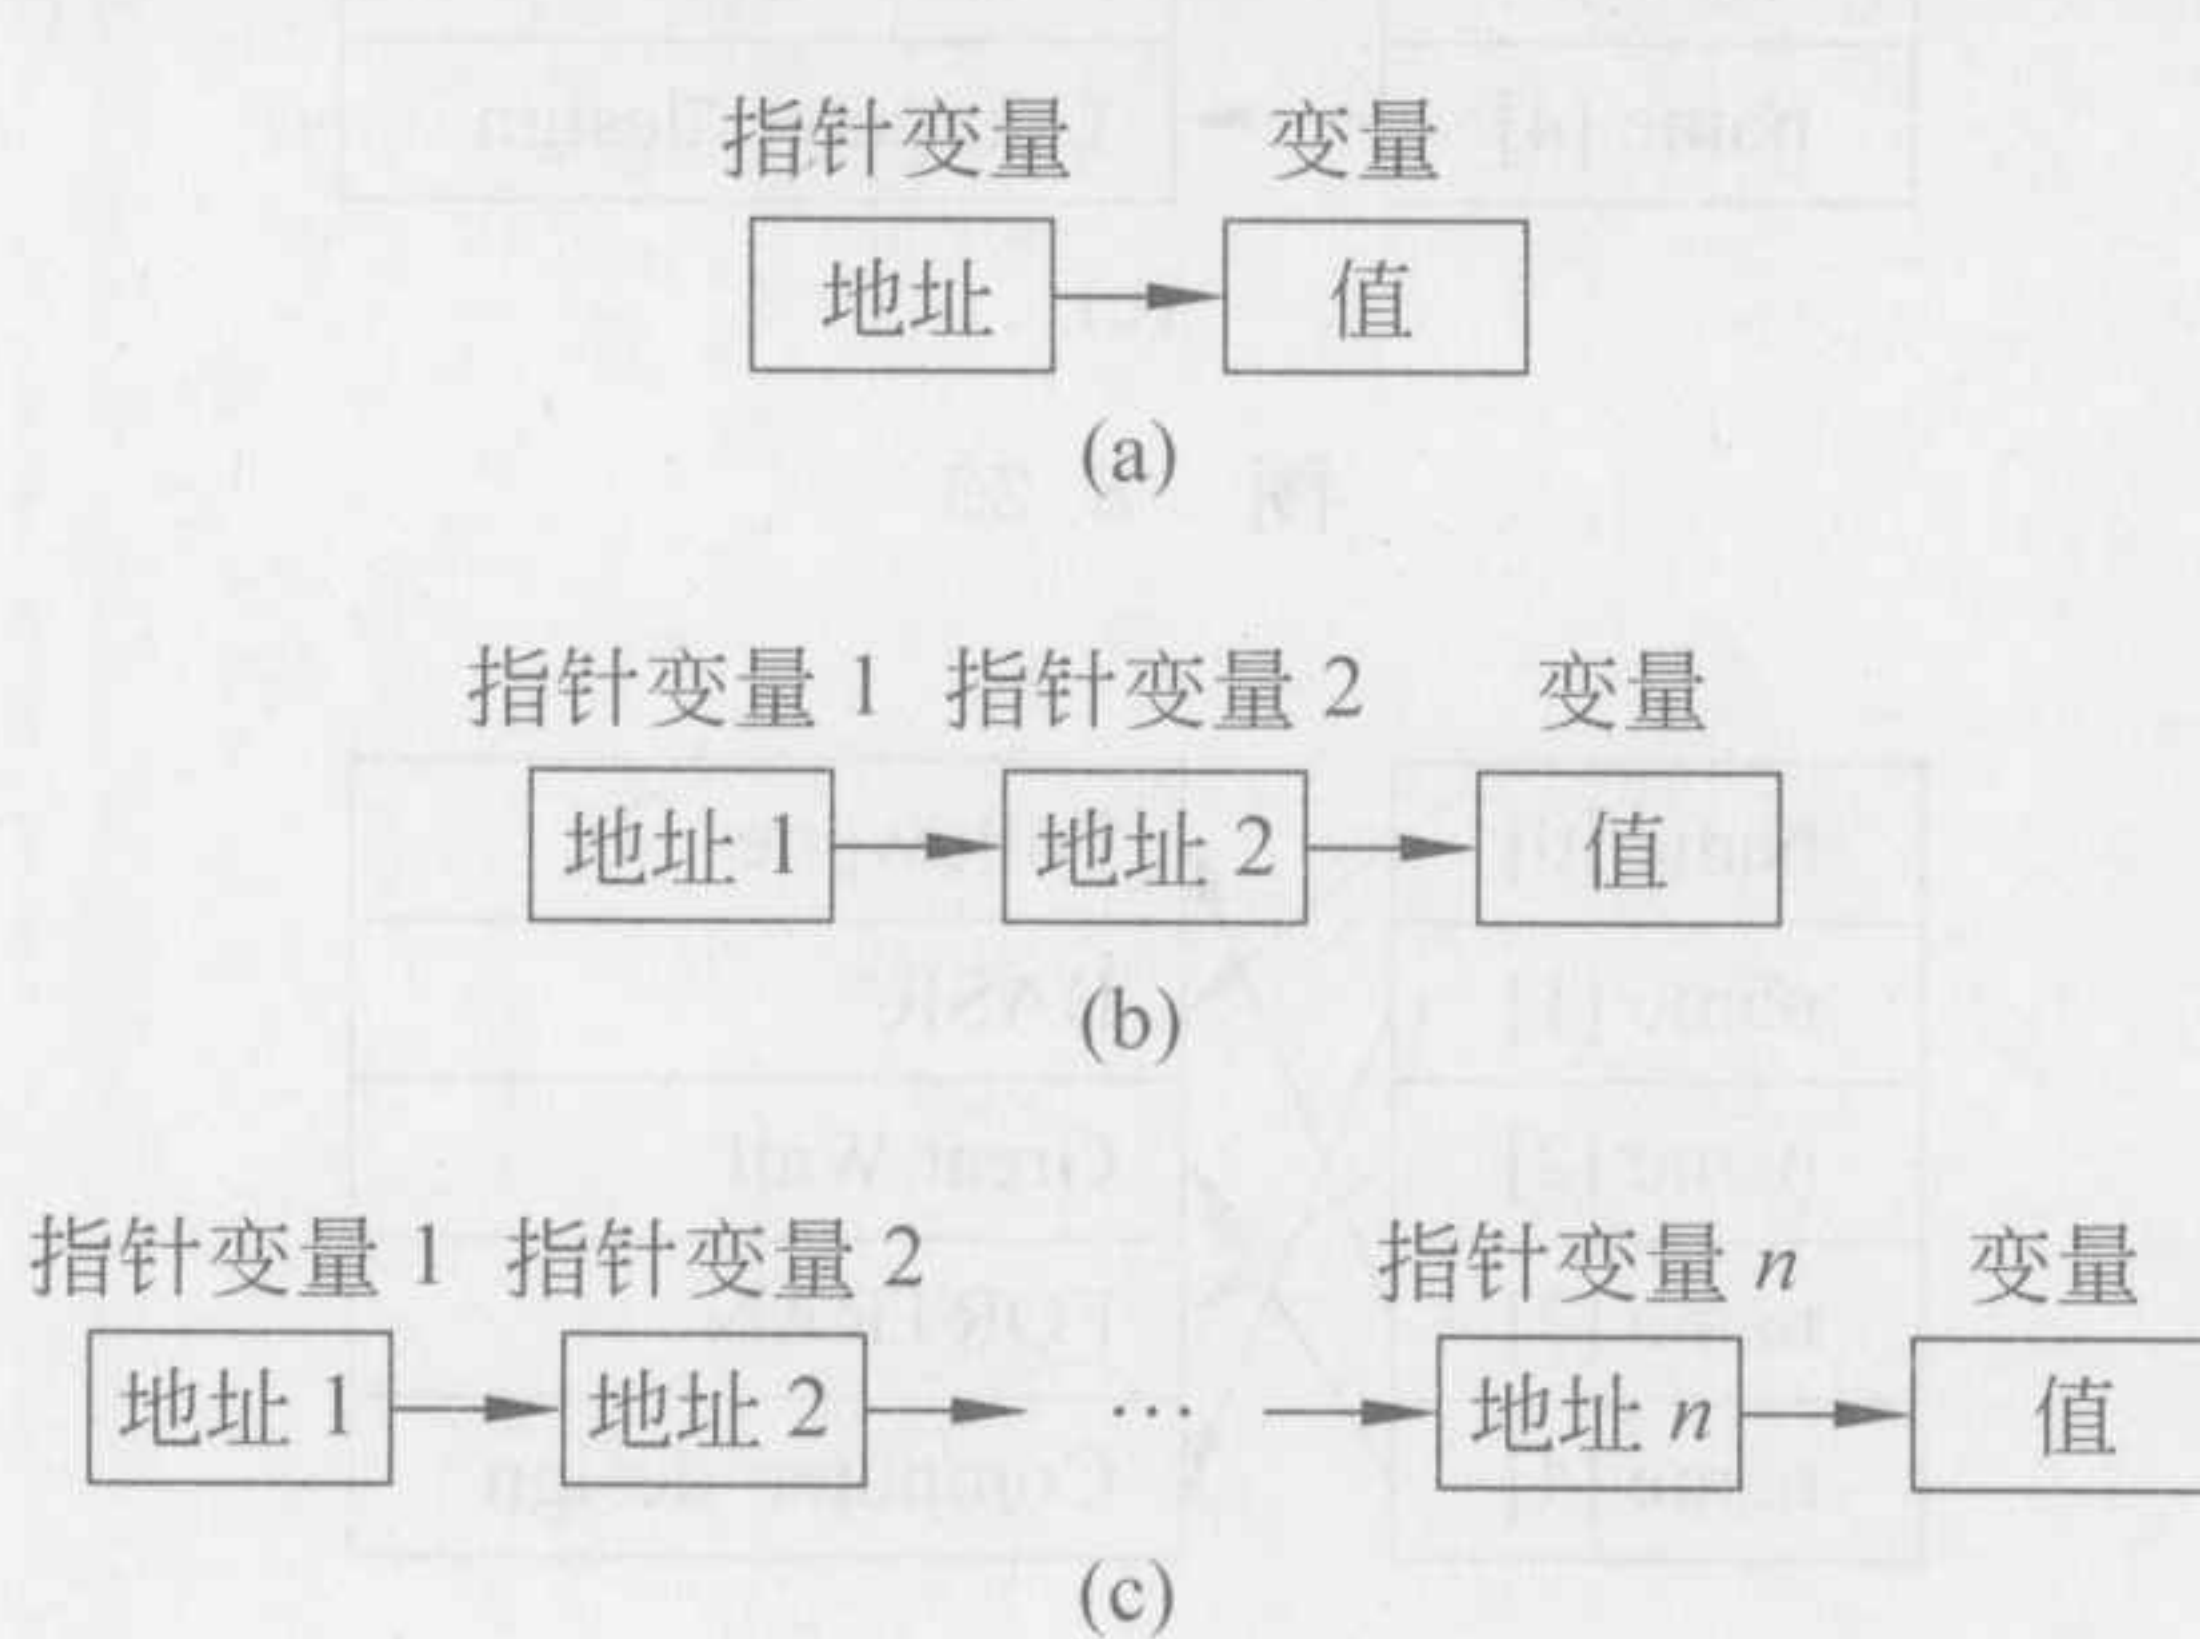 指针变量 变量
地址 值
(a)
指针变量 1 指针变量 2 变量
地址 1 地址 2 值
(b)
指针变量 1 指针变量 2 指针变量 n 变量
地址 1 地址 2 … 地址 n 值
(c)